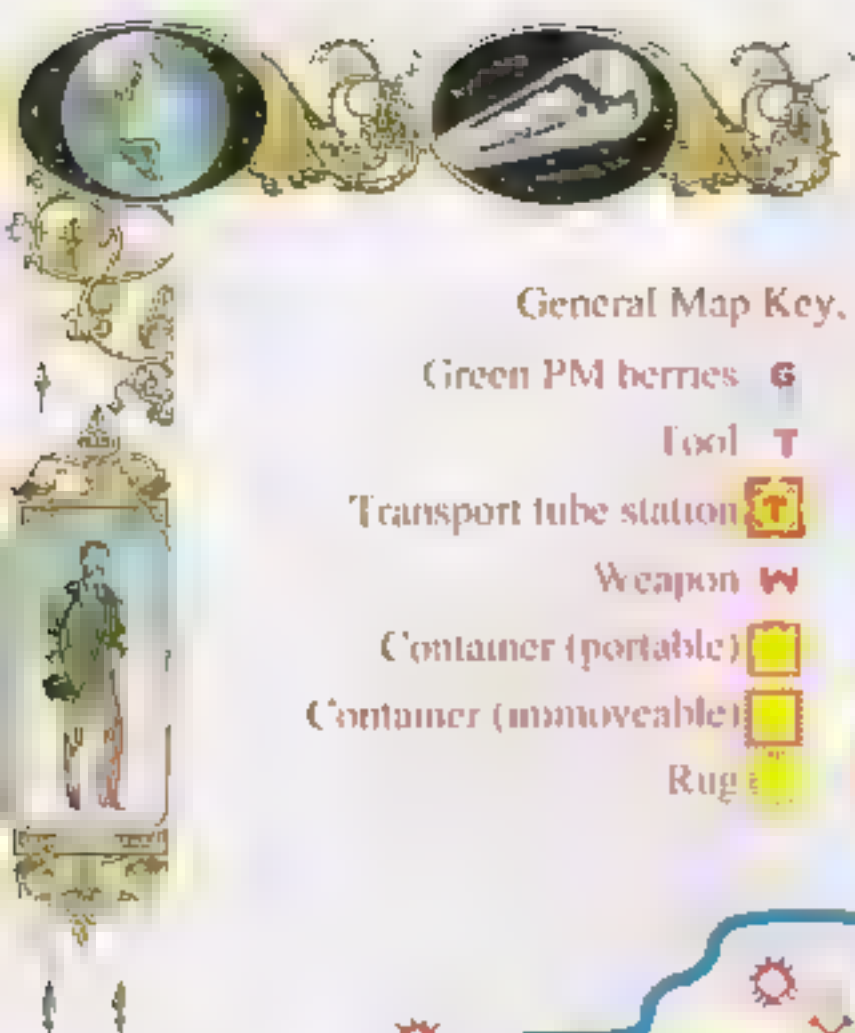 General Map Key.
Green PM berries G
Tool T
Transport tube station T
Weapon W
Container (portable)
Container (immoveable)
Rug